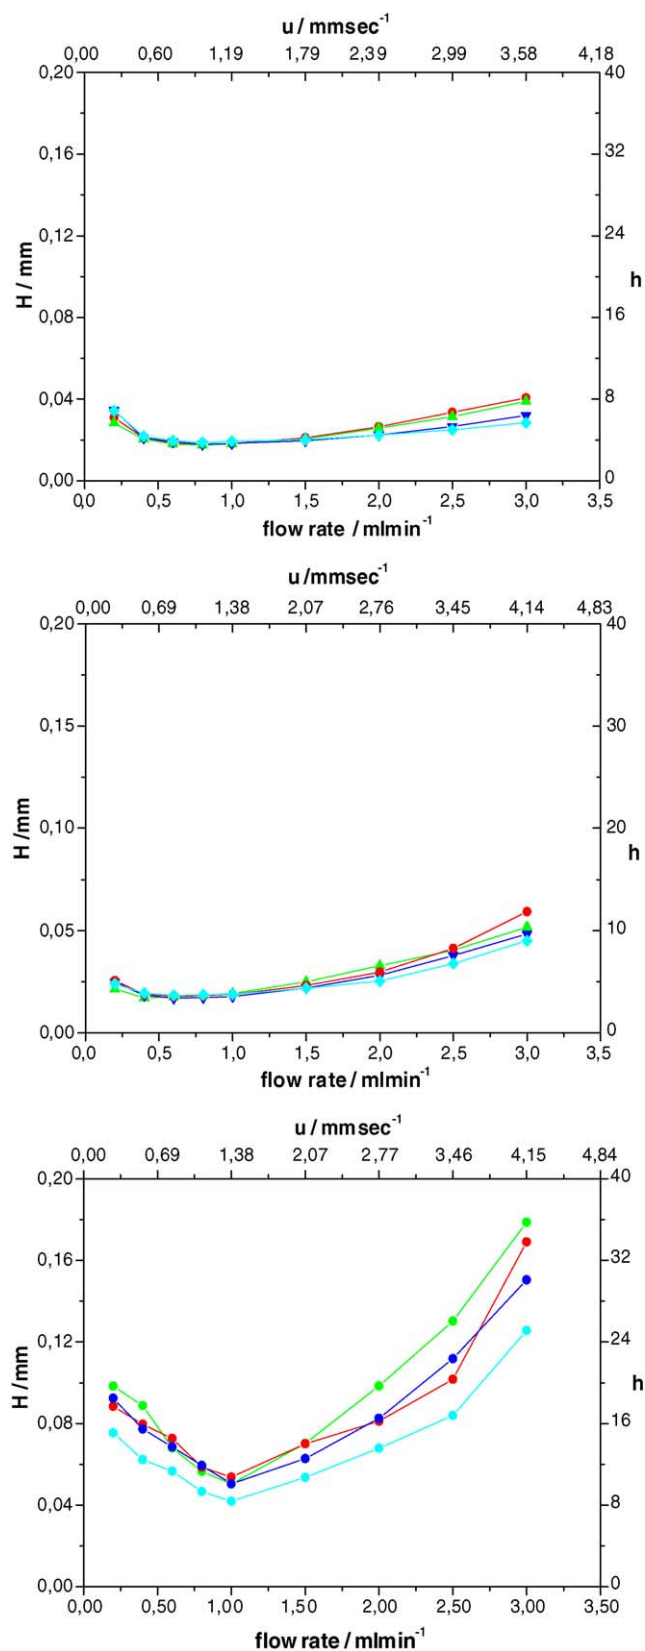 u / mmsec-1
0,00 0,60 1,19 1,79 2,39 2,99 3,58 4,18
0,20 40
0,16 32
0,12 24
H / mm h
0,08 16
0,04 8
0,00 0
0,0 0,5 1,0 1,5 2,0 2,5 3,0 3,5
flow rate / mlmin-1
u /mmsec-1
0,00 0,69 1,38 2,07 2,76 3,45 4,14 4,83
0,20 40
0,15 30
0,10 20
H /mm h
0,05 10
0,00 0
0,0 0,5 1,0 1,5 2,0 2,5 3,0 3,5
flow rate / mlmin-1
u / mmsec-1
0,00 0,69 1,38 2,07 2,77 3,46 4,15 4,84
0,20 40
0,16 32
0,12 24
H /mm h
0,08 16
0,04 8
0,00 0
0,00 0,50 1,00 1,50 2,00 2,50 3,00 3,50
flow rate / mlmin-1